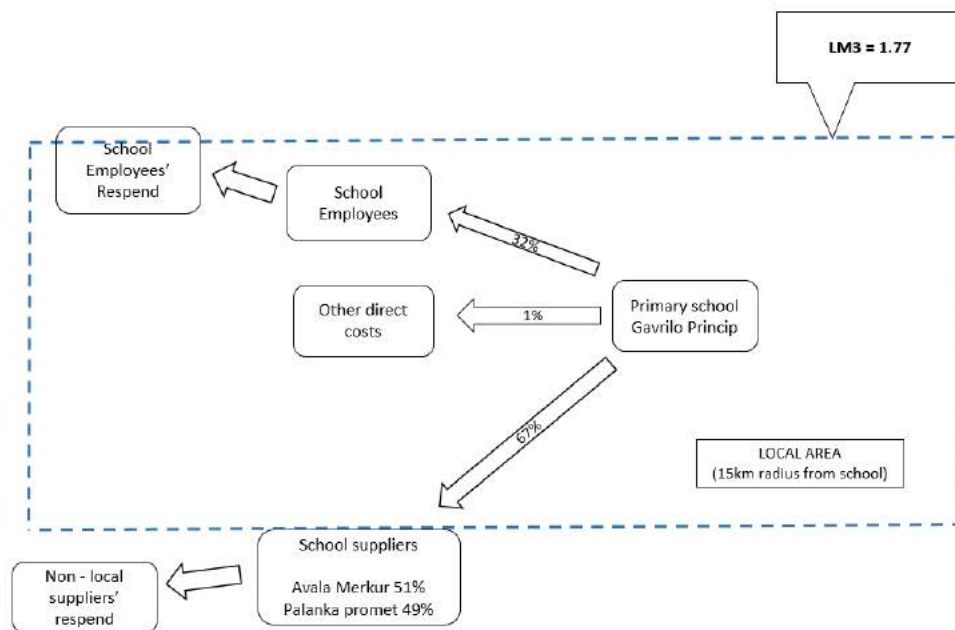 LM3 = 1.77
School
Employees'
Respend
School
Employees
32%
Other direct
costs
1%
Primary school
Gavrilo Princip
67%
LOCAL AREA
(15km radius from school)
School suppliers
Avala Merkur 51%
Palanka promet 49%
Non - local
suppliers'
respend